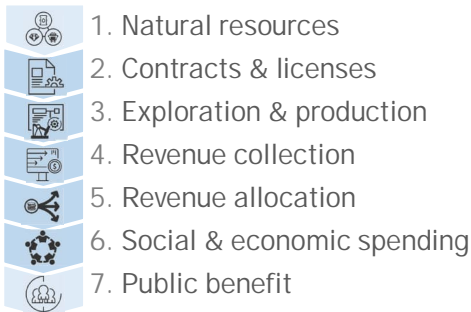 1. Natural resources
2. Contracts & licenses
3. Exploration & production
4. Revenue collection
5. Revenue allocation
6. Social & economic spending
7. Public benefit